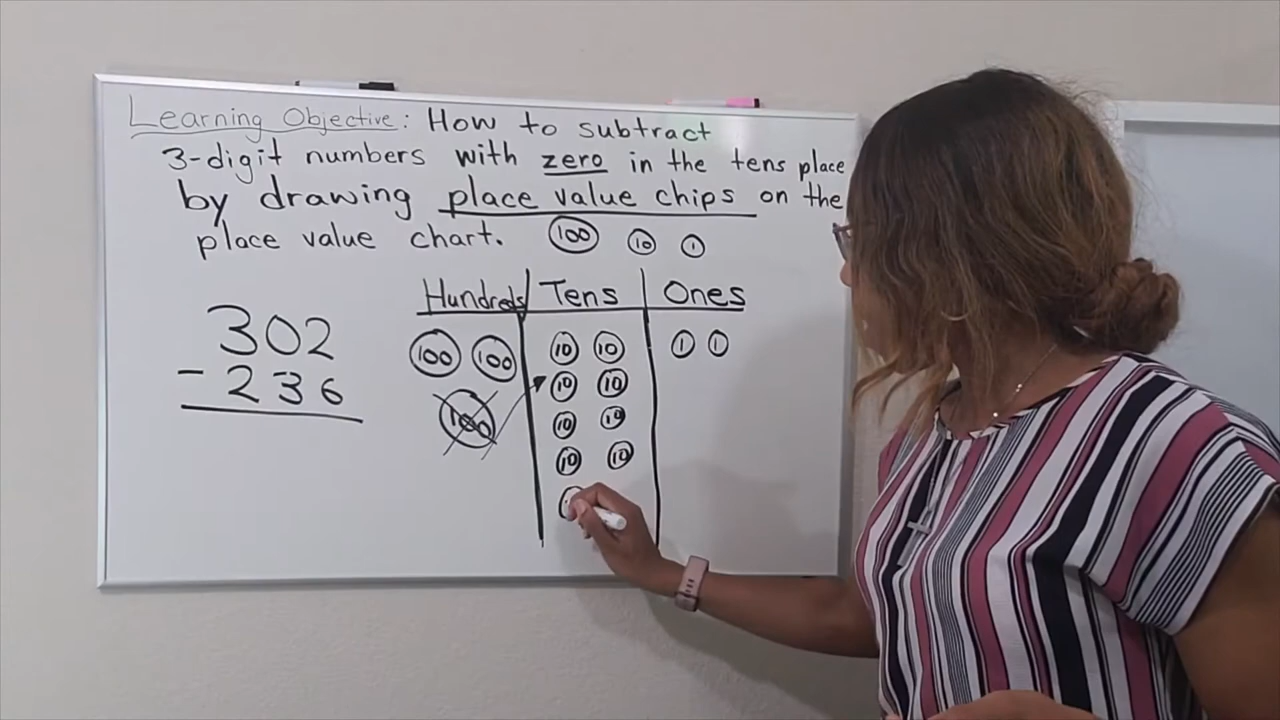 Learning Objective: How to subtract
3-digit numbers with zero in the tens place
by drawing place value chips on the
place value chart. 100 10 1
Hundreds Tens Ones
302
- 236
100 100 10 10 1 1
10 10
100 10 10
10 10